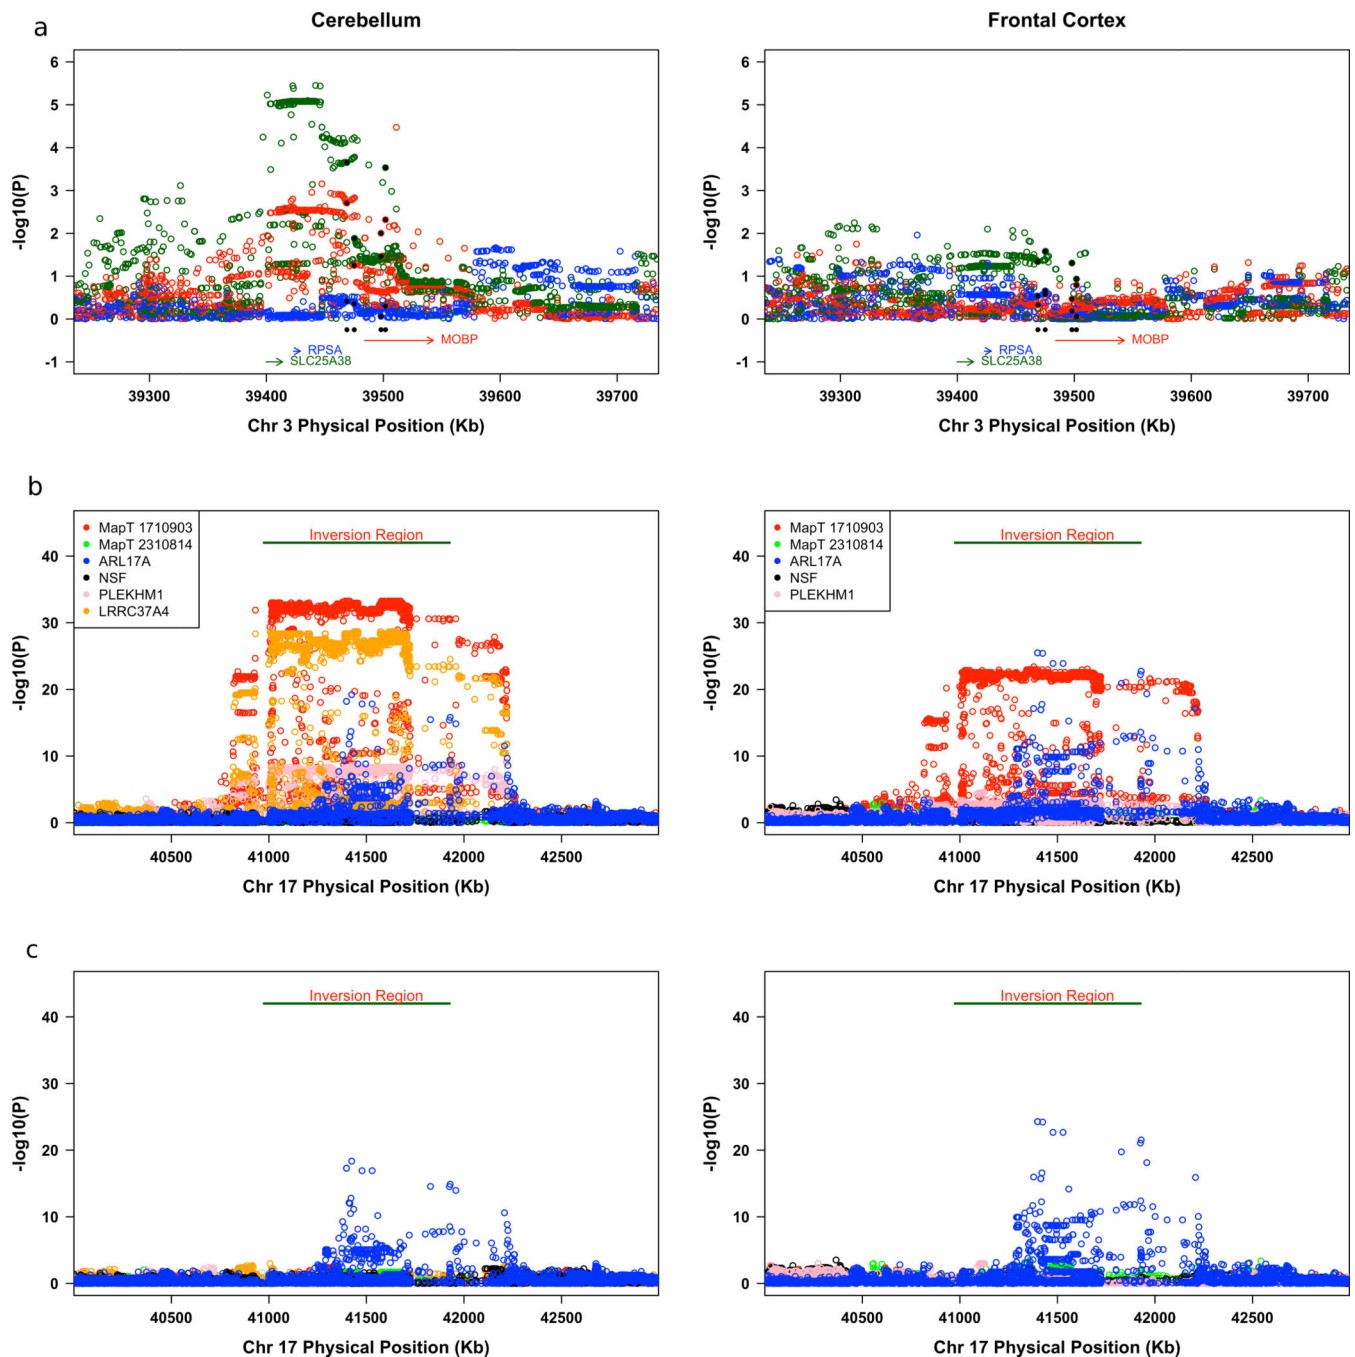 a
Cerebellum
Frontal Cortex
6
5
4
3
2
1
0
-1
-log10(P)
RPSA
SLC25A38
MOBP
39300
39400
39500
39600
39700
Chr 3 Physical Position (Kb)
6
5
4
3
2
1
0
-1
-log10(P)
RPSA
SLC25A38
MOBP
39300
39400
39500
39600
39700
Chr 3 Physical Position (Kb)
b
MapT 1710903
MapT 2310814
ARL17A
NSF
PLEKHM1
LRRC37A4
Inversion Region
40
30
20
10
0
-log10(P)
40500
41000
41500
42000
42500
Chr 17 Physical Position (Kb)
MapT 1710903
MapT 2310814
ARL17A
NSF
PLEKHM1
Inversion Region
40
30
20
10
0
-log10(P)
40500
41000
41500
42000
42500
Chr 17 Physical Position (Kb)
c
Inversion Region
40
30
20
10
0
-log10(P)
40500
41000
41500
42000
42500
Chr 17 Physical Position (Kb)
Inversion Region
40
30
20
10
0
-log10(P)
40500
41000
41500
42000
42500
Chr 17 Physical Position (Kb)